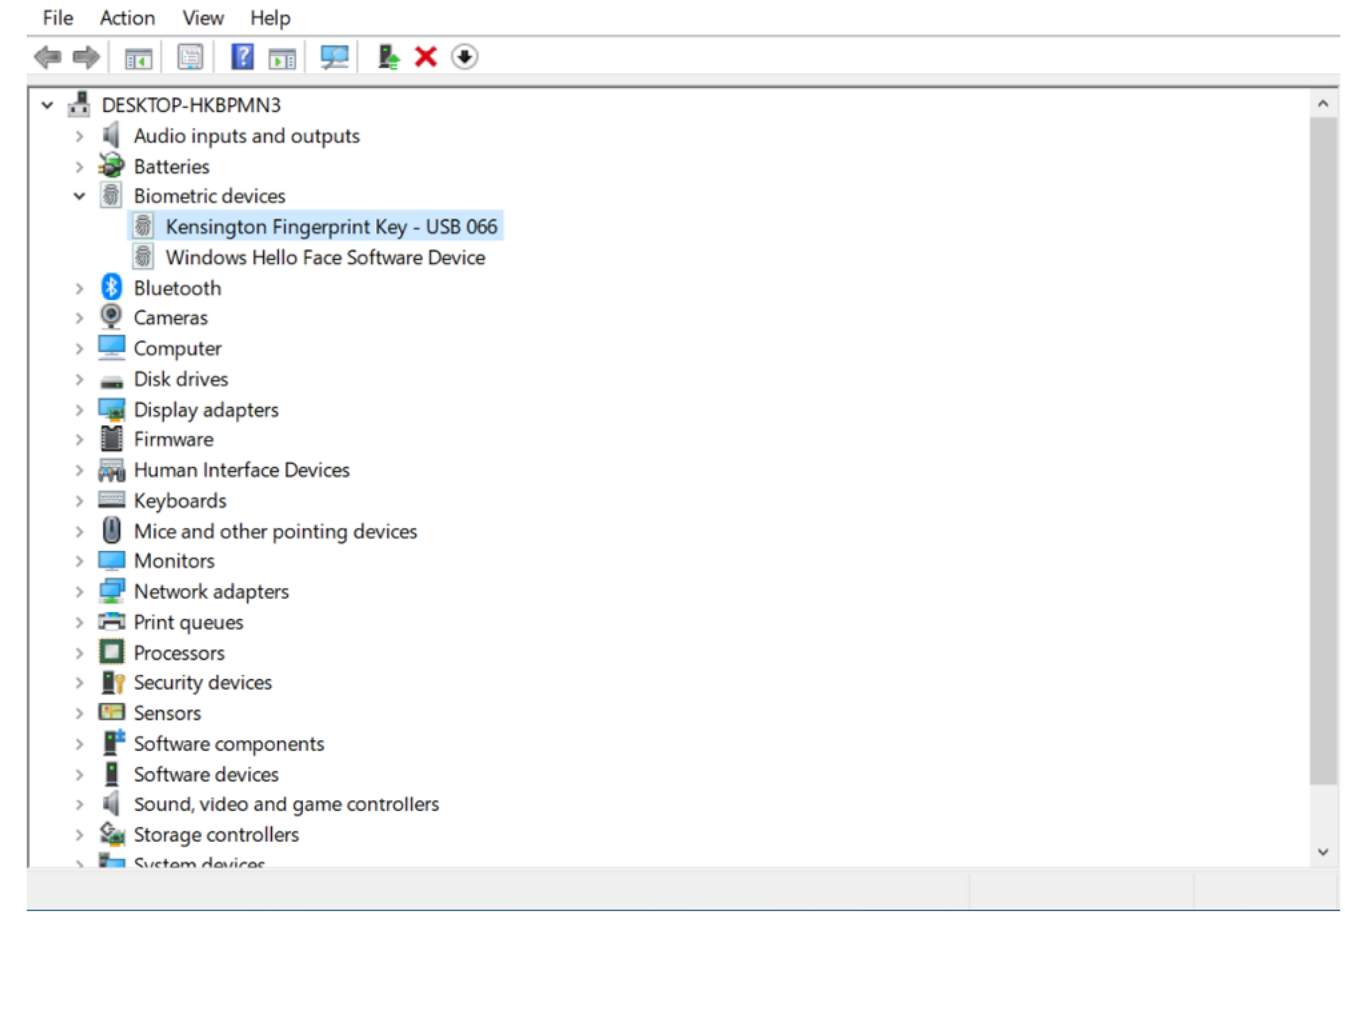 File Action View Help
DESKTOP-HKBPMN3
Audio inputs and outputs
Batteries
Biometric devices
Kensington Fingerprint Key - USB 066
Windows Hello Face Software Device
Bluetooth
Cameras
Computer
Disk drives
Display adapters
Firmware
Human Interface Devices
Keyboards
Mice and other pointing devices
Monitors
Network adapters
Print queues
Processors
Security devices
Sensors
Software components
Software devices
Sound, video and game controllers
Storage controllers
System devices